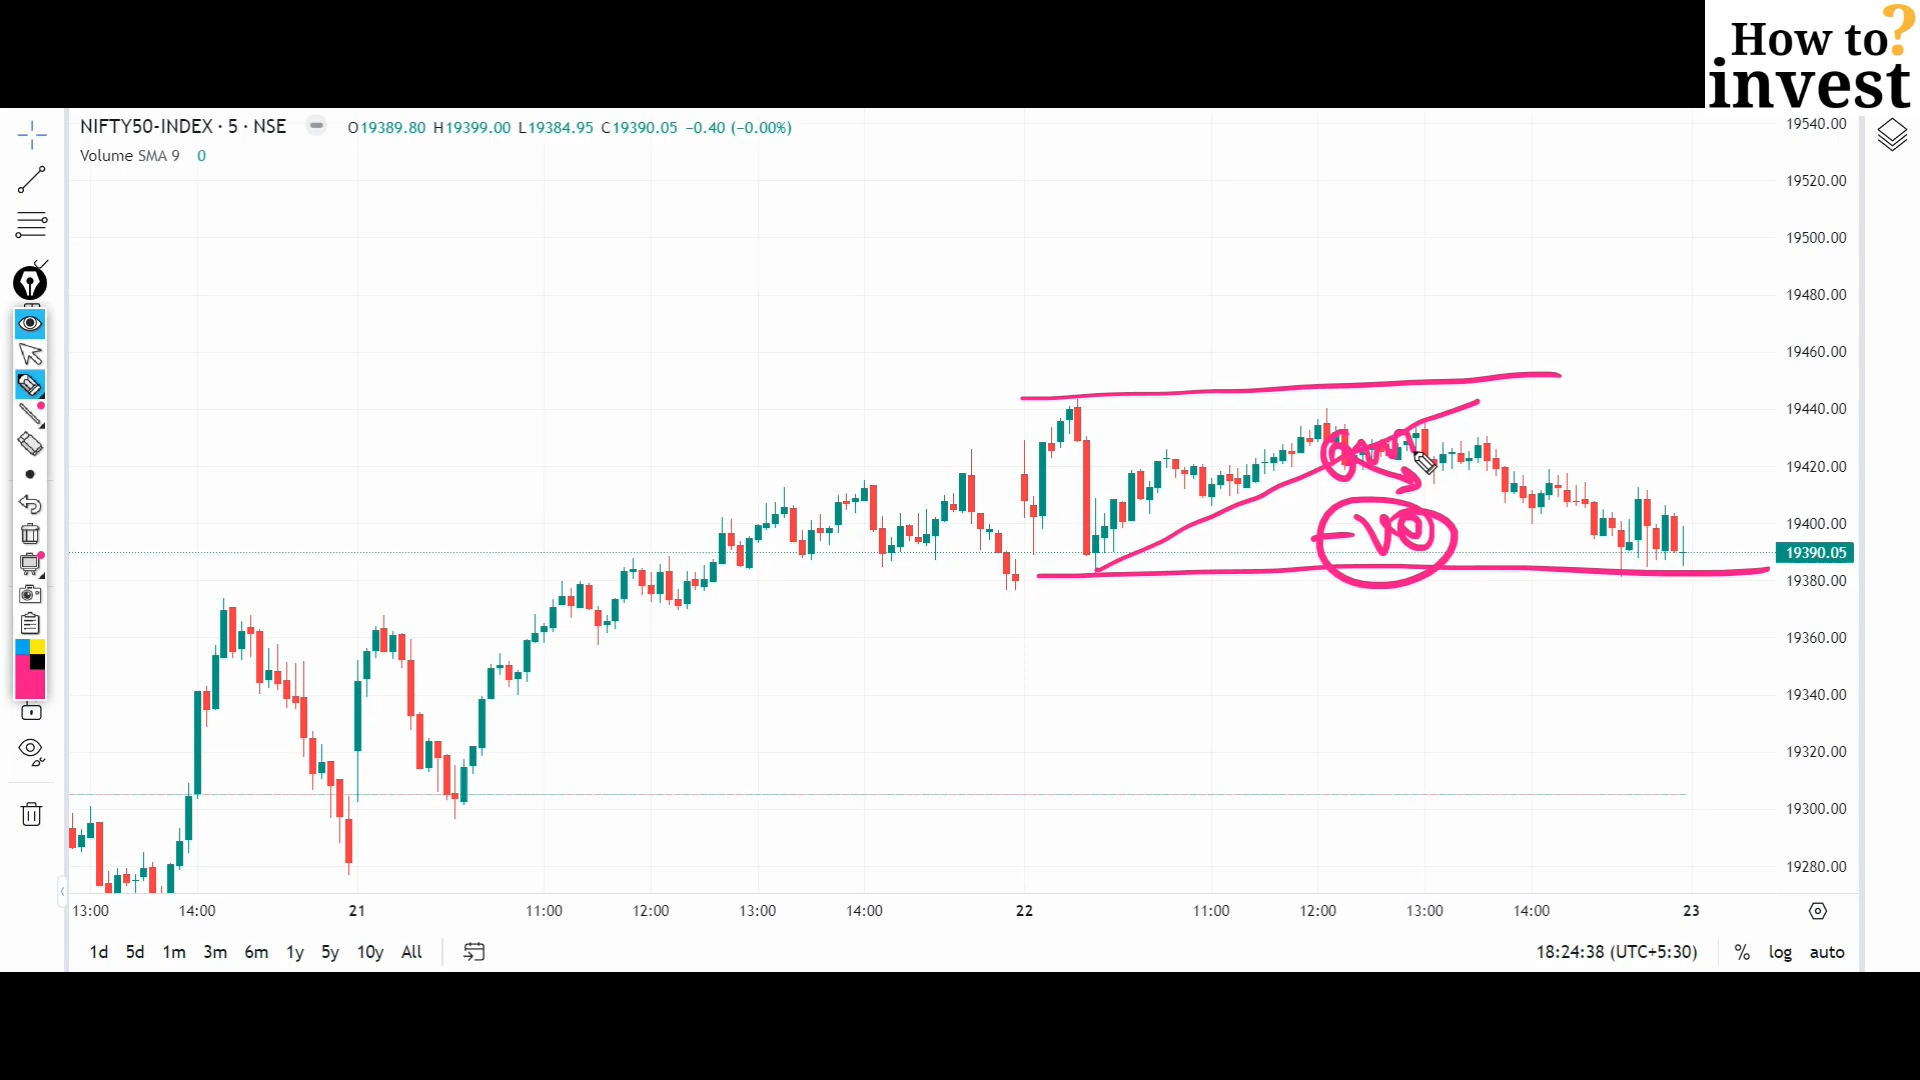 How to?
invest
NIFTY50-INDEX · 5 · NSE O19389.80 H19399.00 L19384.95 C19390.05 −0.40 (−0.00%)
Volume SMA 9 0
19540.00
19520.00
19500.00
19480.00
19460.00
19440.00
19420.00
19400.00
19390.05
19380.00
19360.00
19340.00
19320.00
19300.00
19280.00
-ve
13:00 14:00 21 11:00 12:00 13:00 14:00 22 11:00 12:00 13:00 14:00 23
1d 5d 1m 3m 6m 1y 5y 10y All 18:24:38 (UTC+5:30) % log auto